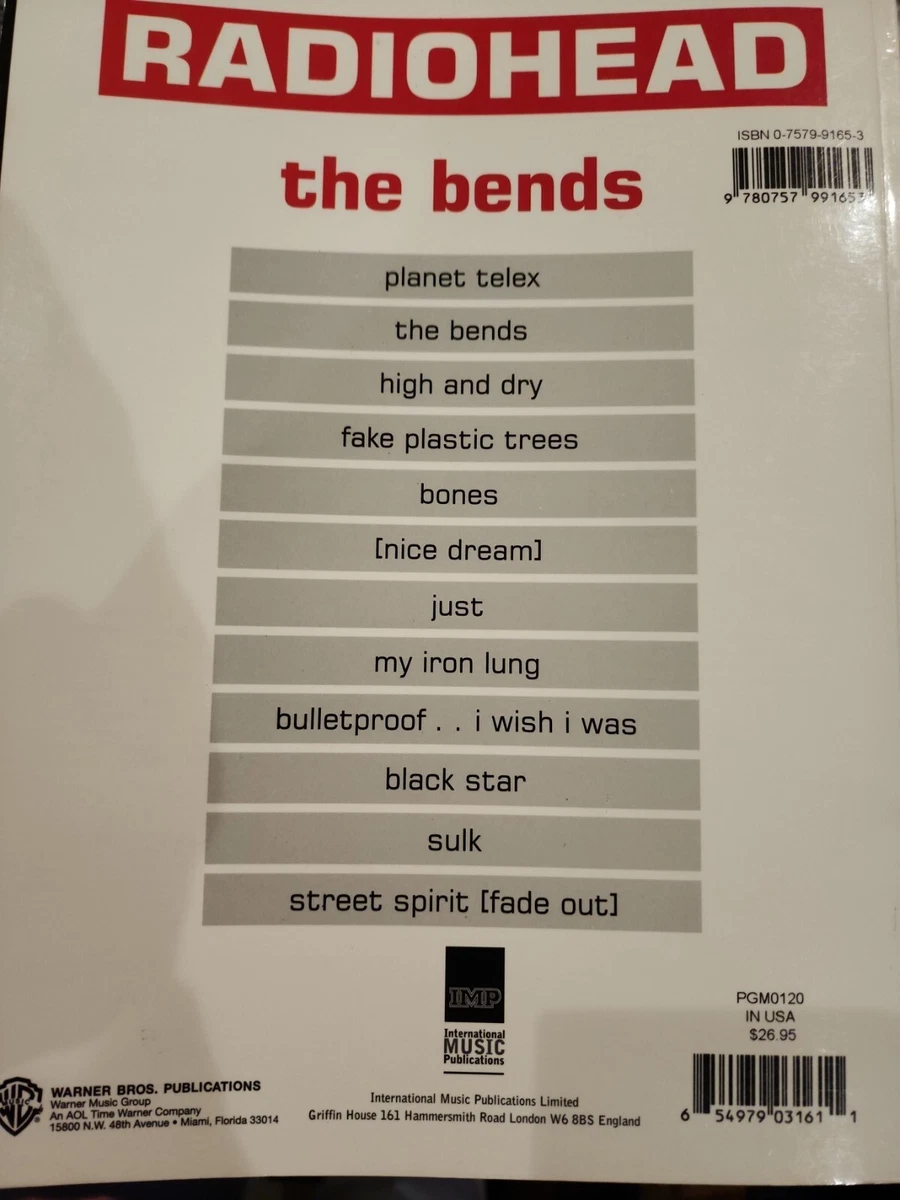 RADIOHEAD
ISBN 0-7579-9165-3
9 780757 991653
the bends
planet telex
the bends
high and dry
fake plastic trees
bones
[nice dream]
just
my iron lung
bulletproof . . i wish i was
black star
sulk
street spirit [fade out]
IMP
International
MUSIC
Publications
PGM0120
IN USA
$26.95
WARNER BROS. PUBLICATIONS
Warner Music Group
An AOL Time Warner Company
15800 N.W. 48th Avenue • Miami, Florida 33014
International Music Publications Limited
Griffin House 161 Hammersmith Road London W6 8BS England
6 54979 03161 1